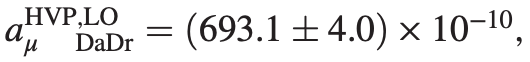 a_μ^{HVP,LO}_{DaDr} = (693.1 ± 4.0) × 10^{-10},